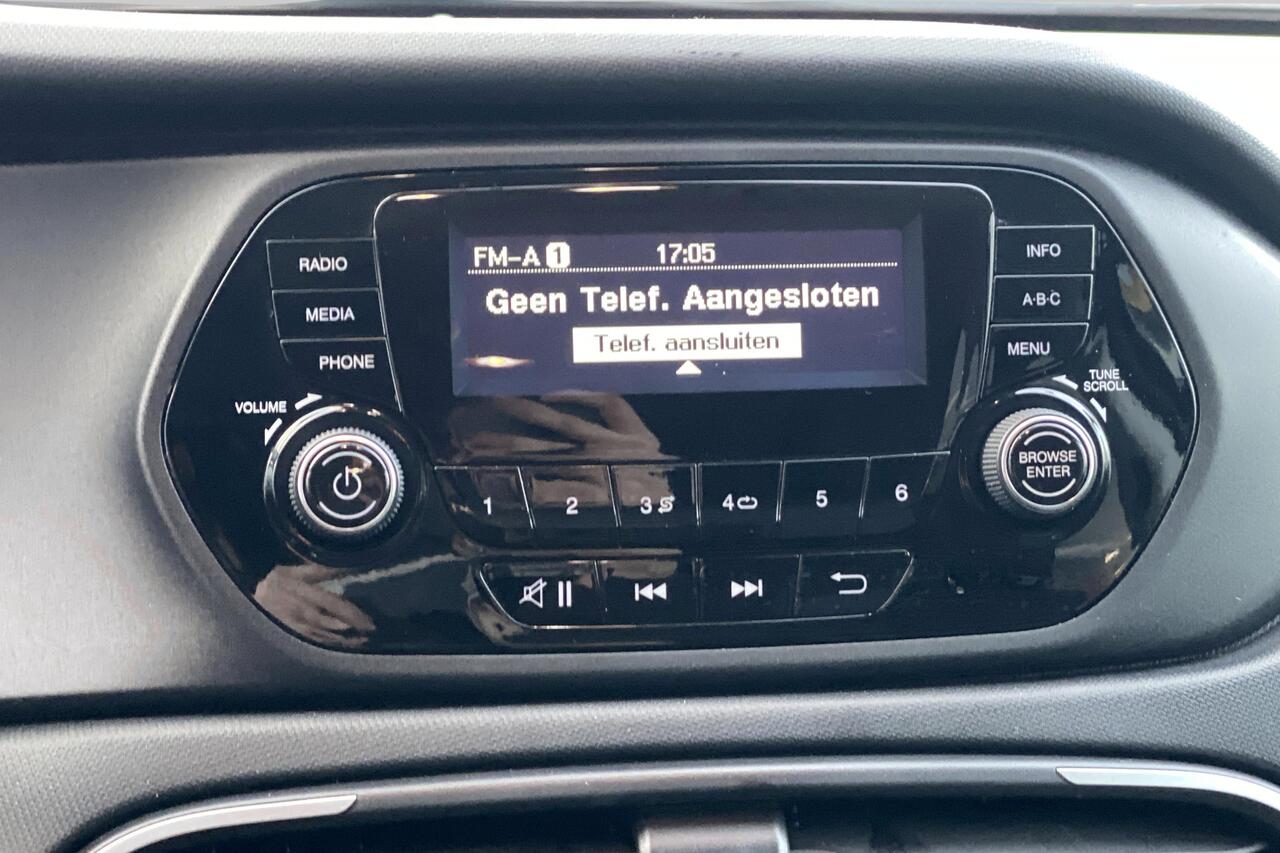 FM-A 1 17:05
Geen Telef. Aangesloten
Telef. aansluiten
RADIO
MEDIA
PHONE
VOLUME
INFO
A·B·C
MENU
TUNE
SCROLL
BROWSE
ENTER
1 2 3 4 5 6